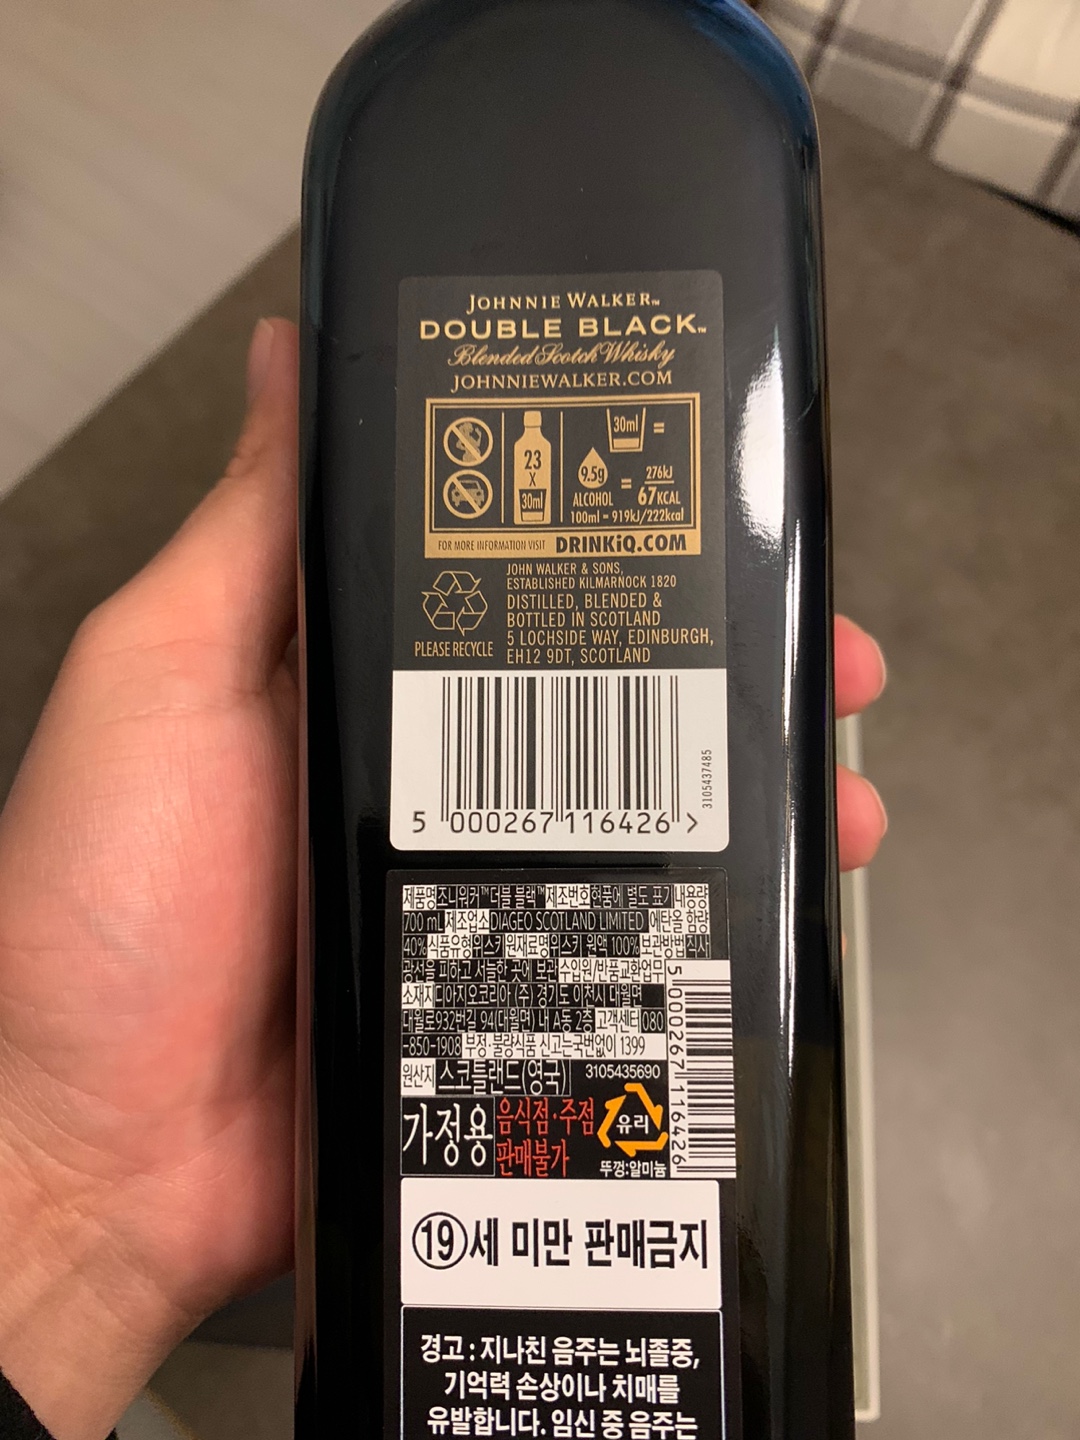 JOHNNIE WALKER™
DOUBLE BLACK™
Blended Scotch Whisky
JOHNNIEWALKER.COM
23
X
30ml
30ml =
9.5g
ALCOHOL
=
276kJ
67KCAL
100ml = 919kJ/222kcal
FOR MORE INFORMATION VISIT DRINKiQ.COM
PLEASE RECYCLE
JOHN WALKER & SONS,
ESTABLISHED KILMARNOCK 1820
DISTILLED, BLENDED &
BOTTLED IN SCOTLAND
5 LOCHSIDE WAY, EDINBURGH,
EH12 9DT, SCOTLAND
3105437485
5 000267 116426 >
제품명 조니워커™ 더블 블랙™ 제조번호 현품에 별도 표기 내용량
700 mL 제조업소 DIAGEO SCOTLAND LIMITED 에탄올 함량
40% 식품유형 위스키 원재료명 위스키 원액 100% 보관방법 직사
광선을 피하고 서늘한 곳에 보관 수입원/반품교환업무
소재지 디아지오코리아 (주) 경기도 이천시 대월면
대월로932번길 94(대월면) 내 A동 2층 고객센터 080
-850-1908 부정·불량식품 신고는 국번없이 1399
원산지 스코틀랜드(영국) 3105435690
가정용 음식점·주점
판매불가
유리
뚜껑:알미늄
5 000267 116426
19세 미만 판매금지
경고 : 지나친 음주는 뇌졸중,
기억력 손상이나 치매를
유발합니다. 임신 중 음주는